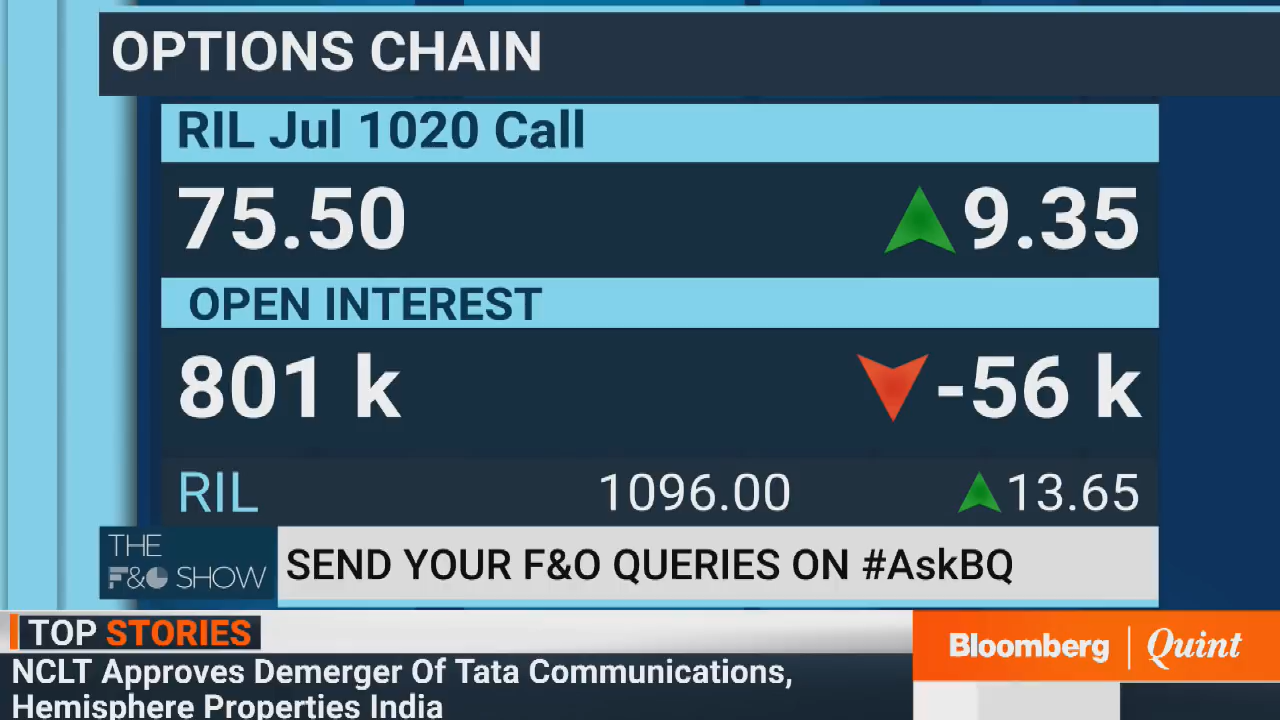 OPTIONS CHAIN
RIL Jul 1020 Call
75.50 9.35
OPEN INTEREST
801 k -56 k
RIL 1096.00 13.65
THE
F&O SHOW
SEND YOUR F&O QUERIES ON #AskBQ
TOP STORIES
NCLT Approves Demerger Of Tata Communications,
Hemisphere Properties India
Bloomberg | Quint